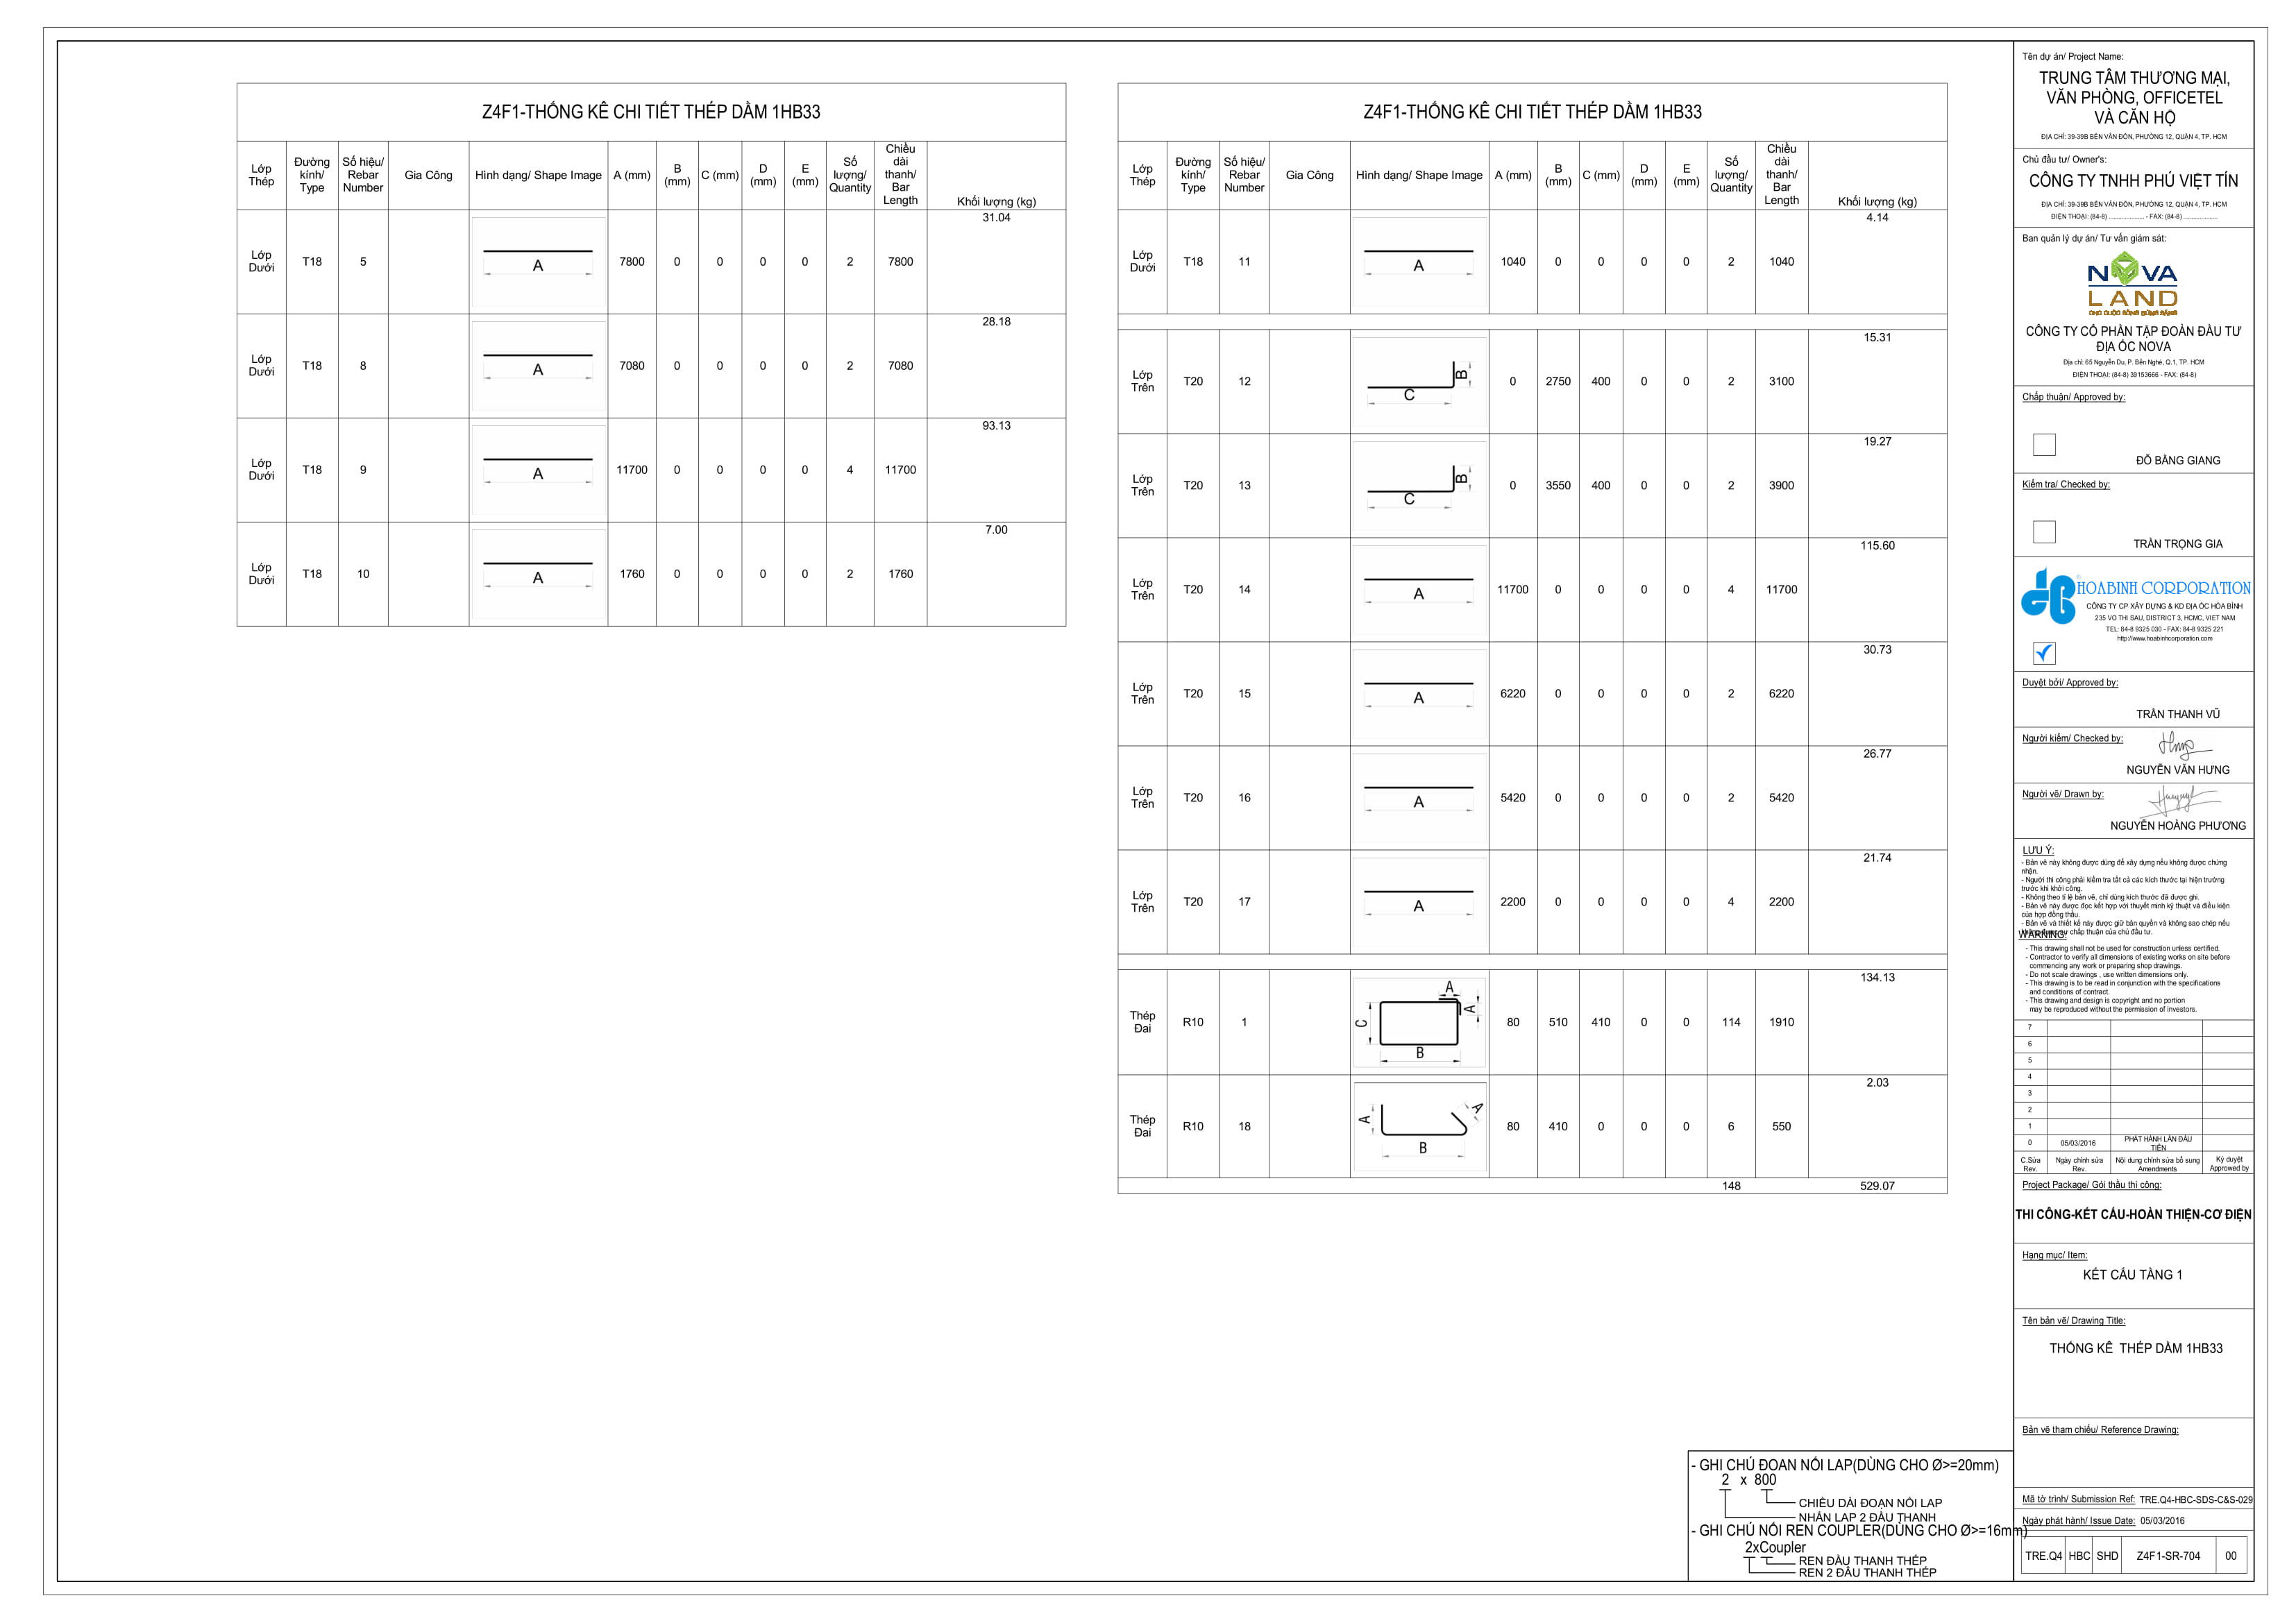 Z4F1-THỐNG KÊ CHI TIẾT THÉP DẦM 1HB33
Lớp Thép	Đường kính/ Type	Số hiệu/ Rebar Number	Gia Công	Hình dạng/ Shape Image	A (mm)	B (mm)	C (mm)	D (mm)	E (mm)	Số lượng/ Quantity	Chiều dài thanh/ Bar Length	Khối lượng (kg)
Lớp Dưới	T18	5	A	7800	0	0	0	0	2	7800	31.04
Lớp Dưới	T18	8	A	7080	0	0	0	0	2	7080	28.18
Lớp Dưới	T18	9	A	11700	0	0	0	0	4	11700	93.13
Lớp Dưới	T18	10	A	1760	0	0	0	0	2	1760	7.00
Z4F1-THỐNG KÊ CHI TIẾT THÉP DẦM 1HB33
Lớp Thép	Đường kính/ Type	Số hiệu/ Rebar Number	Gia Công	Hình dạng/ Shape Image	A (mm)	B (mm)	C (mm)	D (mm)	E (mm)	Số lượng/ Quantity	Chiều dài thanh/ Bar Length	Khối lượng (kg)
Lớp Dưới	T18	11	A	1040	0	0	0	0	2	1040	4.14
Lớp Trên	T20	12	B C	0	2750	400	0	0	2	3100	15.31
Lớp Trên	T20	13	B C	0	3550	400	0	0	2	3900	19.27
Lớp Trên	T20	14	A	11700	0	0	0	0	4	11700	115.60
Lớp Trên	T20	15	A	6220	0	0	0	0	2	6220	30.73
Lớp Trên	T20	16	A	5420	0	0	0	0	2	5420	26.77
Lớp Trên	T20	17	A	2200	0	0	0	0	4	2200	21.74
Thép Đai	R10	1	A A C B	80	510	410	0	0	114	1910	134.13
Thép Đai	R10	18	A A B	80	410	0	0	0	6	550	2.03
148	529.07
- GHI CHÚ ĐOAN NỐI LAP(DÙNG CHO Ø>=20mm)
2 x 800
CHIỀU DÀI ĐOẠN NỐI LAP
NHÂN LAP 2 ĐẦU THANH
- GHI CHÚ NỐI REN COUPLER(DÙNG CHO Ø>=16mm)
2xCoupler
REN ĐẦU THANH THÉP
REN 2 ĐẦU THANH THÉP
Tên dự án/ Project Name:
TRUNG TÂM THƯƠNG MẠI,
VĂN PHÒNG, OFFICETEL
VÀ CĂN HỘ
ĐỊA CHỈ: 39-39B BẾN VÂN ĐỒN, PHƯỜNG 12, QUẬN 4, TP. HCM
Chủ đầu tư/ Owner's:
CÔNG TY TNHH PHÚ VIỆT TÍN
ĐỊA CHỈ: 39-39B BẾN VÂN ĐỒN, PHƯỜNG 12, QUẬN 4, TP. HCM
ĐIỆN THOẠI: (84-8) .................... - FAX: (84-8) ...................
Ban quản lý dự án/ Tư vấn giám sát:
NOVA
LAND
CÔNG TY CỔ PHẦN TẬP ĐOÀN ĐẦU TƯ
ĐỊA ỐC NOVA
Địa chỉ: 65 Nguyễn Du, P. Bến Nghé, Q.1, TP. HCM
ĐIỆN THOẠI: (84-8) 39153666 - FAX: (84-8)
Chấp thuận/ Approved by:
ĐỖ BẰNG GIANG
Kiểm tra/ Checked by:
TRẦN TRỌNG GIA
HOABINH CORPORATION
CÔNG TY CP XÂY DỰNG & KD ĐỊA ỐC HÒA BÌNH
235 VO THI SAU, DISTRICT 3, HCMC, VIET NAM
TEL: 84-8 9325 030 - FAX: 84-8 9325 221
http://www.hoabinhcorporation.com
Duyệt bởi/ Approved by:
TRẦN THANH VŨ
Người kiểm/ Checked by:
NGUYỄN VĂN HƯNG
Người vẽ/ Drawn by:
NGUYỄN HOÀNG PHƯƠNG
LƯU Ý:
- Bản vẽ này không được dùng để xây dựng nếu không được chứng
nhận.
- Người thi công phải kiểm tra tất cả các kích thước tại hiện trường
trước khi khởi công.
- Không theo tỉ lệ bản vẽ, chỉ dùng kích thước đã được ghi.
- Bản vẽ này được đọc kết hợp với thuyết minh kỹ thuật và điều kiện
của hợp đồng thầu.
- Bản vẽ và thiết kế này được giữ bản quyền và không sao chép nếu
chấp thuận của chủ đầu tư.
WARNING:
- This drawing shall not be used for construction unless certified.
- Contractor to verify all dimensions of existing works on site before
commencing any work or preparing shop drawings.
- Do not scale drawings , use written dimensions only.
- This drawing is to be read in conjunction with the specifications
and conditions of contract.
- This drawing and design is copyright and no portion
may be reproduced without the permission of investors.
7
6
5
4
3
2
1
0	05/03/2016	PHÁT HÀNH LẦN ĐẦU TIÊN
C.Sửa Rev.	Ngày chỉnh sửa Rev.	Nội dung chỉnh sửa bổ sung Amendments	Ký duyệt Approwed by
Project Package/ Gói thầu thi công:
THI CÔNG-KẾT CẤU-HOÀN THIỆN-CƠ ĐIỆN
Hạng mục/ Item:
KẾT CẤU TẦNG 1
Tên bản vẽ/ Drawing Title:
THỐNG KÊ THÉP DẦM 1HB33
Bản vẽ tham chiếu/ Reference Drawing:
Mã tờ trình/ Submission Ref: TRE.Q4-HBC-SDS-C&S-029
Ngày phát hành/ Issue Date: 05/03/2016
TRE.Q4	HBC	SHD	Z4F1-SR-704	00